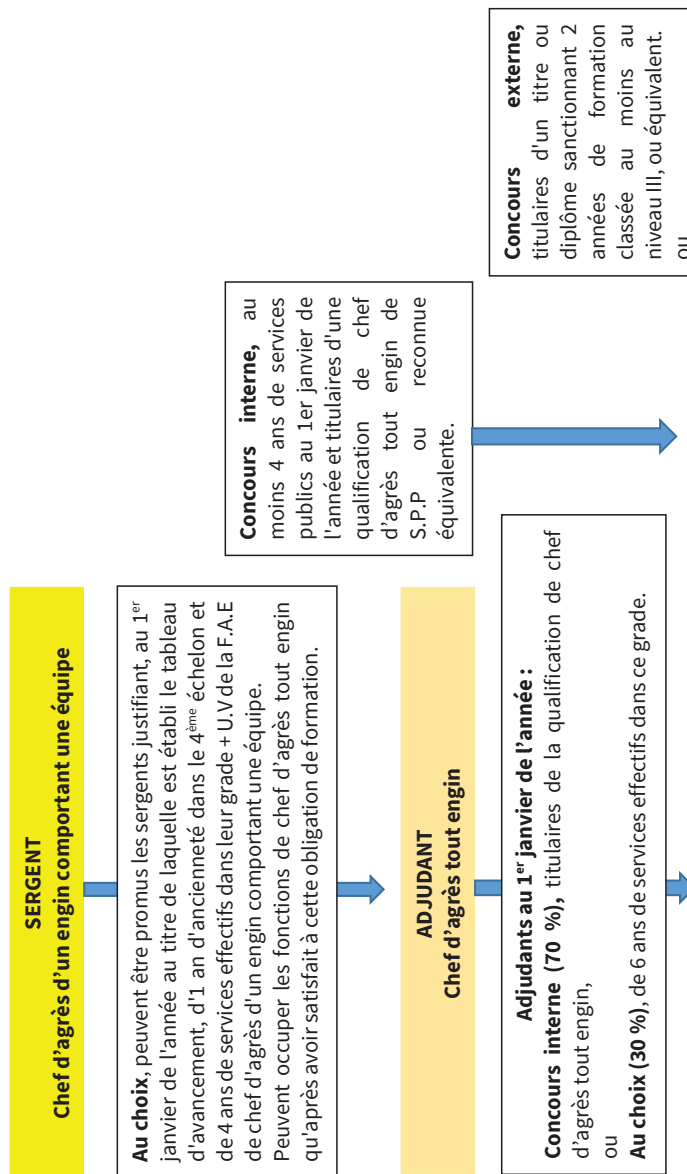 SERGENT
Chef d’agrès d’un engin comportant une équipe
Au choix, peuvent être promus les sergents justifiant, au 1er
janvier de l'année au titre de laquelle est établi le tableau
d'avancement, d'1 an d'ancienneté dans le 4ème échelon et
de 4 ans de services effectifs dans leur grade + U.V de la F.A.E
de chef d’agrès d’un engin comportant une équipe.
Peuvent occuper les fonctions de chef d’agrès tout engin
qu'après avoir satisfait à cette obligation de formation.
ADJUDANT
Chef d’agrès tout engin
Adjudants au 1er janvier de l’année :
Concours interne (70 %), titulaires de la qualification de chef
d’agrès tout engin,
ou
Au choix (30 %), de 6 ans de services effectifs dans ce grade.
Concours interne, au
moins 4 ans de services
publics au 1er janvier de
l'année et titulaires d'une
qualification de chef
d’agrès tout engin de
S.P.P ou reconnue
équivalente.
Concours externe,
titulaires d'un titre ou
diplôme sanctionnant 2
années de formation
classée au moins au
niveau III, ou équivalent.
ou